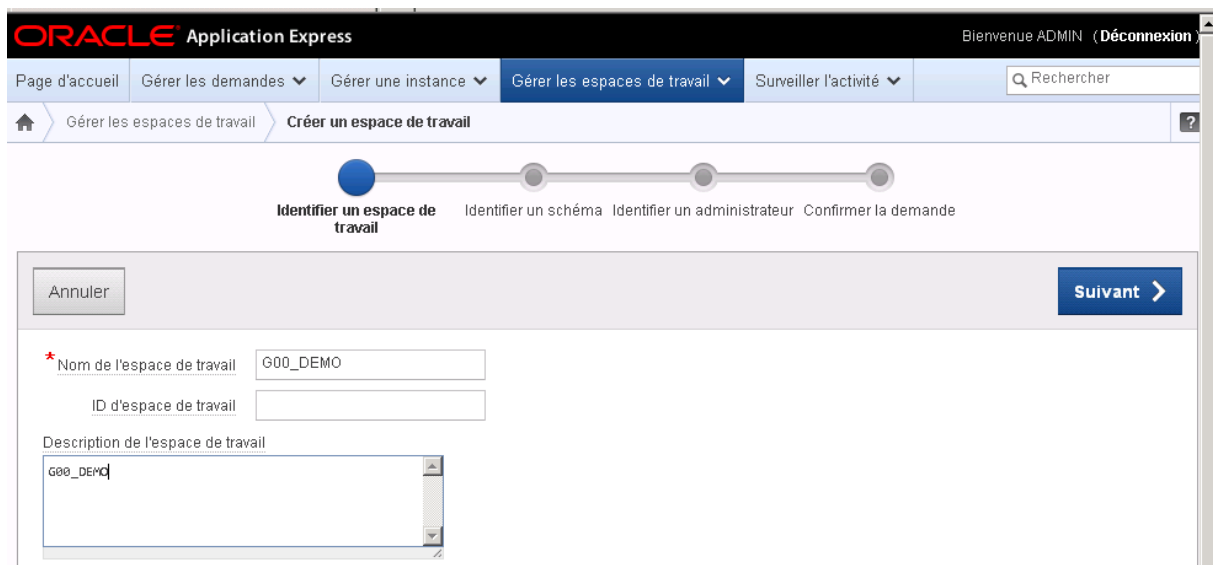 ORACLE Application Express Bienvenue ADMIN (Déconnexion)
Page d'accueil Gérer les demandes Gérer une instance Gérer les espaces de travail Surveiller l'activité Rechercher
Gérer les espaces de travail Créer un espace de travail ?
Identifier un espace de travail Identifier un schéma Identifier un administrateur Confirmer la demande
Annuler Suivant
*Nom de l'espace de travail G00_DEMO
ID d'espace de travail
Description de l'espace de travail
G00_DEMO